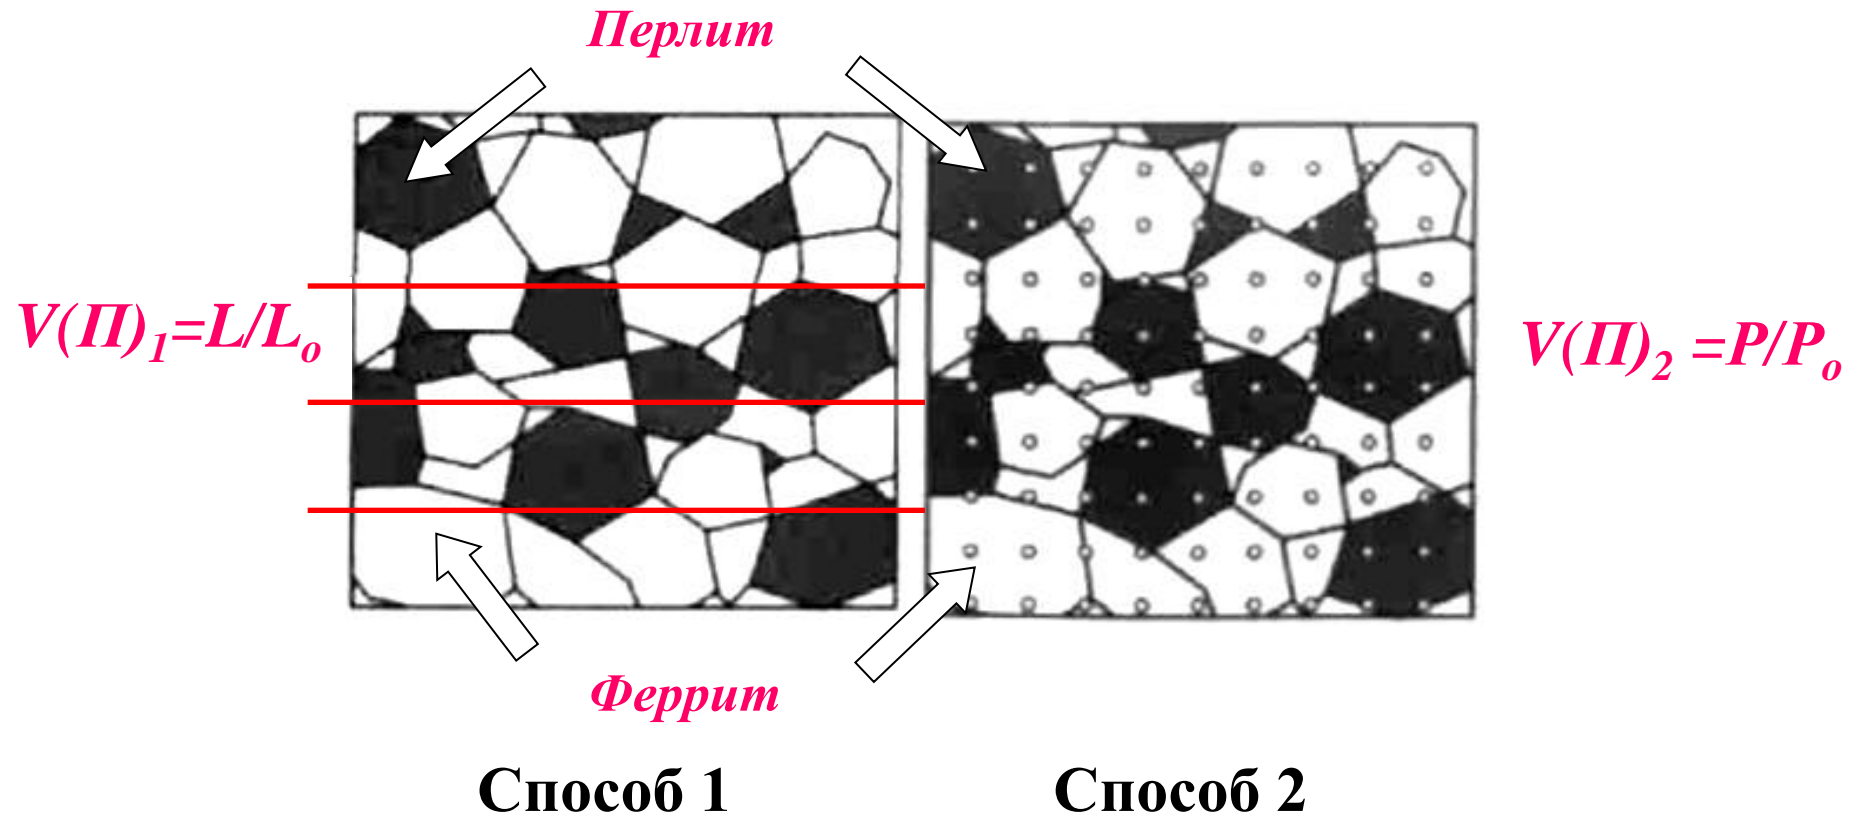 Перлит
V(П)₁=L/Lₒ
V(П)₂ =P/Pₒ
Феррит
Способ 1
Способ 2